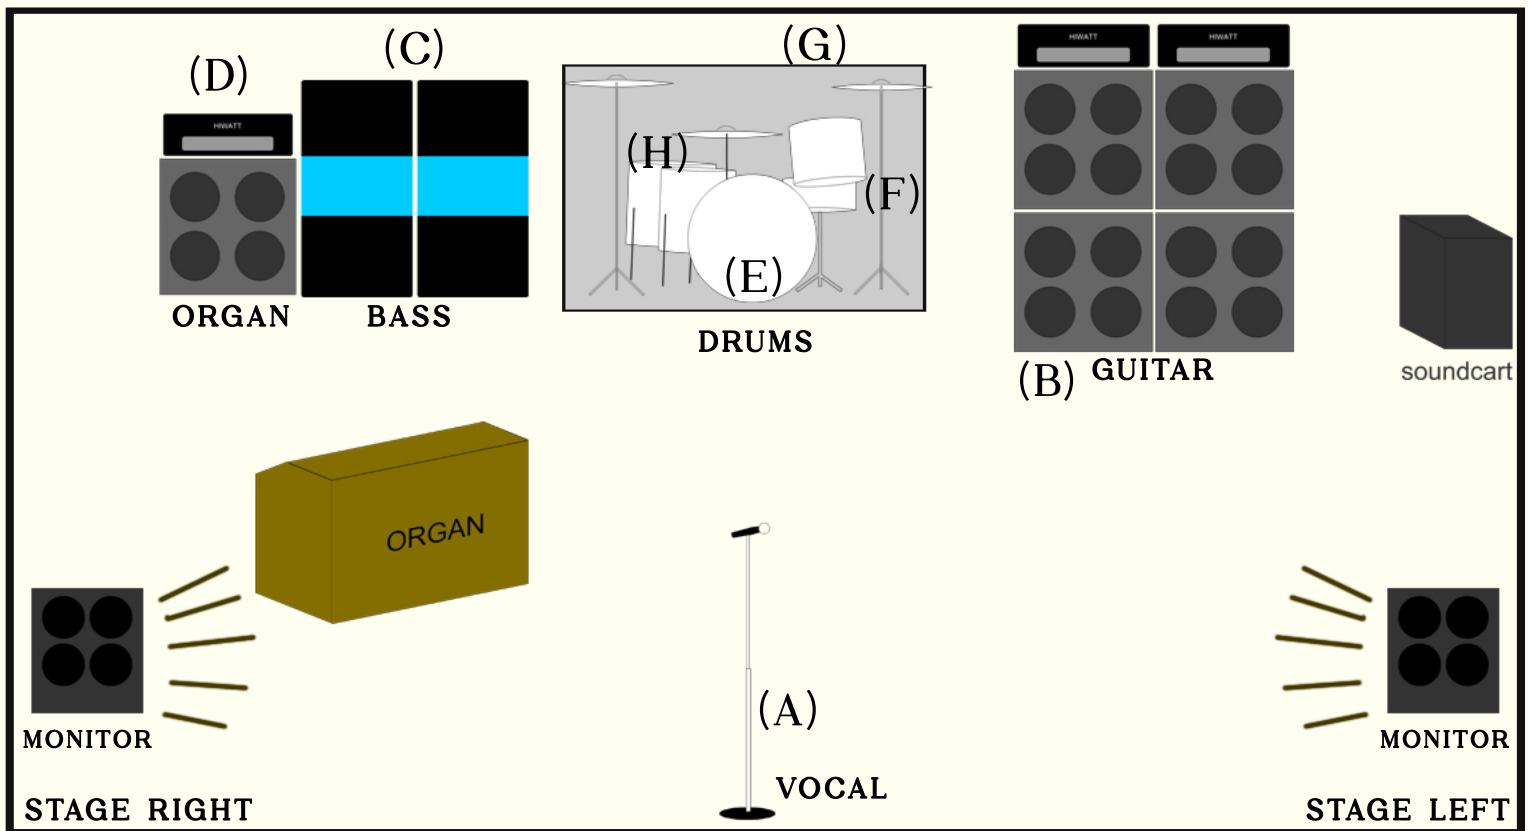 (C)
(G)
(D)
HIWATT
HIWATT
HIWATT
(H)
(F)
(E)
ORGAN
BASS
DRUMS
(B)
GUITAR
soundcart
ORGAN
(A)
MONITOR
MONITOR
VOCAL
STAGE RIGHT
STAGE LEFT